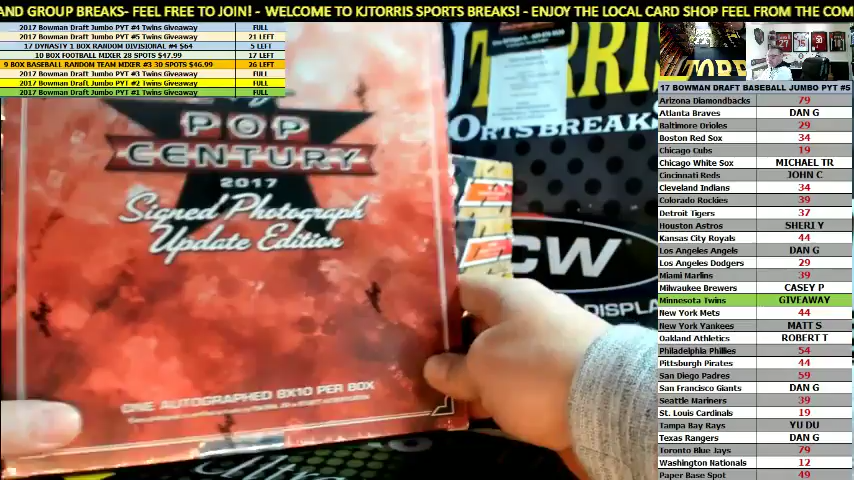 AND GROUP BREAKS- FEEL FREE TO JOIN! - WELCOME TO KJTORRIS SPORTS BREAKS! - ENJOY THE LOCAL CARD SHOP FEEL FROM THE COM
2017 Bowman Draft Jumbo PYT #4 Twins Giveaway FULL
2017 Bowman Draft Jumbo PYT #5 Twins Giveaway 21 LEFT
17 DYNASTY 1 BOX RANDOM DIVISIONAL #4 $64 5 LEFT
10 BOX FOOTBALL MIXER 28 SPOTS $47.99 17 LEFT
9 BOX BASEBALL RANDOM TEAM MIXER #3 30 SPOTS $46.99 26 LEFT
2017 Bowman Draft Jumbo PYT #3 Twins Giveaway FULL
2017 Bowman Draft Jumbo PYT #2 Twins Giveaway FULL
2017 Bowman Draft Jumbo PYT #1 Twins Giveaway FULL
POP
CENTURY
2017
Signed Photograph
Update Edition
ONE AUTOGRAPHED 8X10 PER BOX
ORTS BREAKS
CW
DISPLA
17 BOWMAN DRAFT BASEBALL JUMBO PYT #5
Arizona Diamondbacks 79
Atlanta Braves DAN G
Baltimore Orioles 29
Boston Red Sox 34
Chicago Cubs 19
Chicago White Sox MICHAEL TR
Cincinnati Reds JOHN C
Cleveland Indians 34
Colorado Rockies 39
Detroit Tigers 37
Houston Astros SHERI Y
Kansas City Royals 44
Los Angeles Angels DAN G
Los Angeles Dodgers 29
Miami Marlins 39
Milwaukee Brewers CASEY P
Minnesota Twins GIVEAWAY
New York Mets 44
New York Yankees MATT S
Oakland Athletics ROBERT T
Philadelphia Phillies 54
Pittsburgh Pirates 44
San Diego Padres 59
San Francisco Giants DAN G
Seattle Mariners 39
St. Louis Cardinals 19
Tampa Bay Rays YU DU
Texas Rangers DAN G
Toronto Blue Jays 79
Washington Nationals 12
Paper Base Spot 49